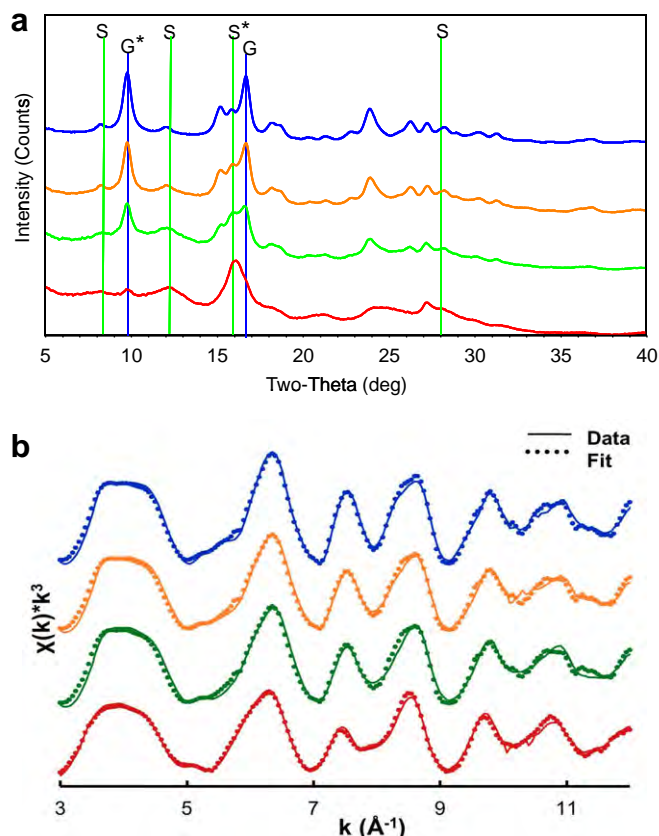 a
S S S* S
G* G
Intensity (Counts)
5 10 15 20 25 30 35 40
Two-Theta (deg)
b
Data
Fit
χ(k)*k³
3 5 7 9 11
k (Å⁻¹)